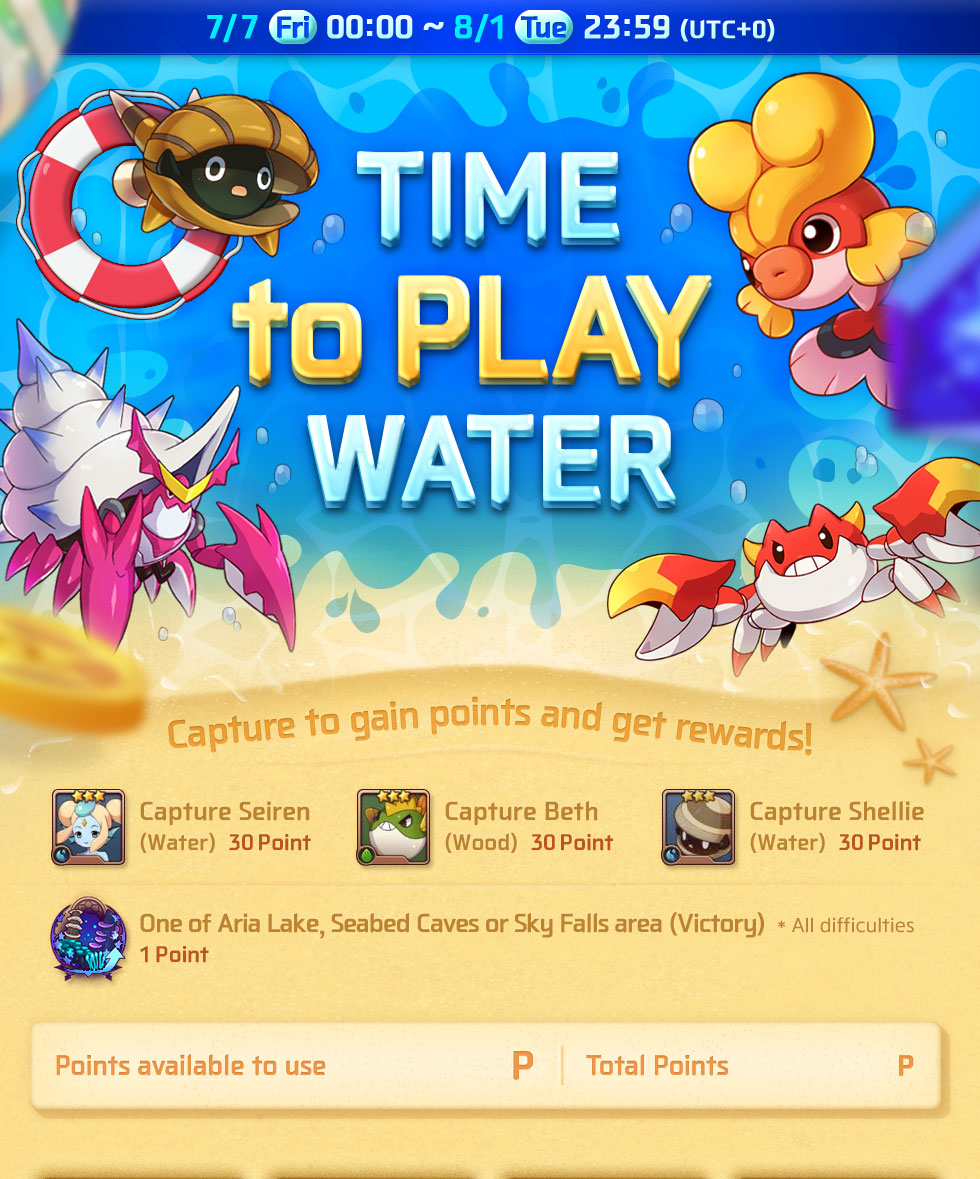 7/7 Fri 00:00 ~ 8/1 Tue 23:59 (UTC+0)
TIME
to PLAY
WATER
Capture to gain points and get rewards!
Capture Seiren
(Water) 30 Point
Capture Beth
(Wood) 30 Point
Capture Shellie
(Water) 30 Point
One of Aria Lake, Seabed Caves or Sky Falls area (Victory) * All difficulties
1 Point
Points available to use P
Total Points P